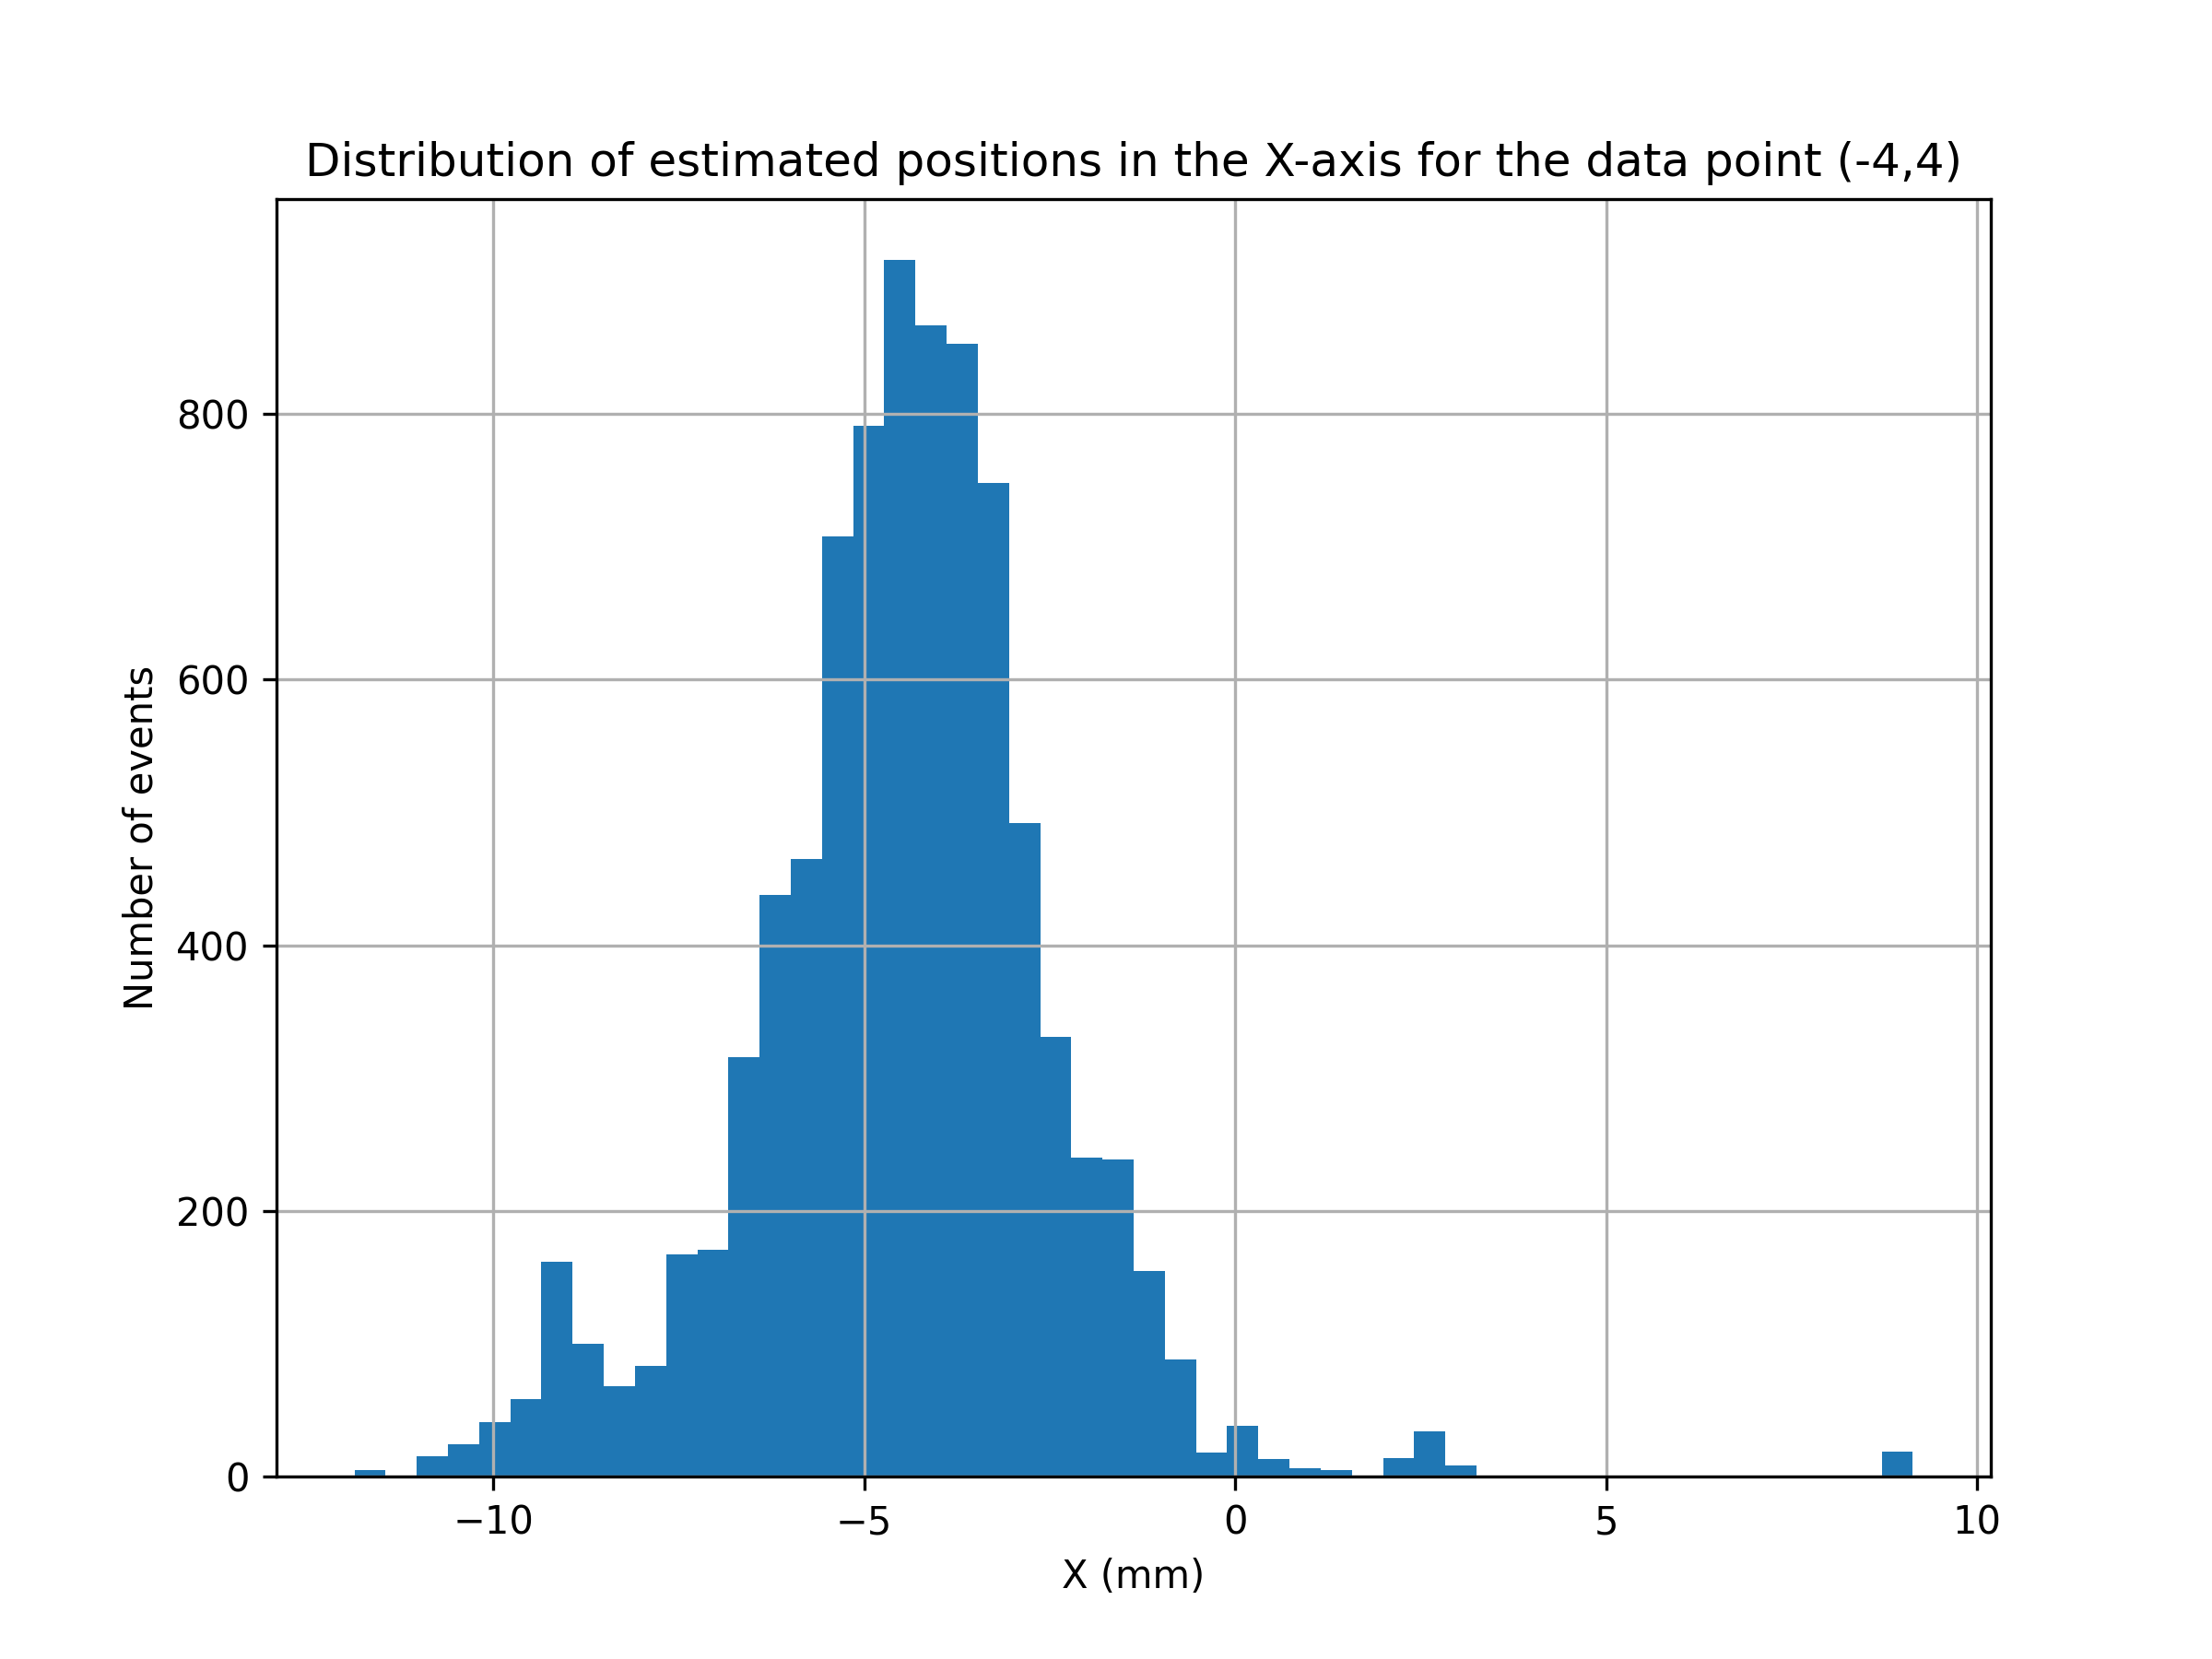 Distribution of estimated positions in the X-axis for the data point (-4,4)
Number of events
800
600
400
200
0
−10 −5 0 5 10
X (mm)